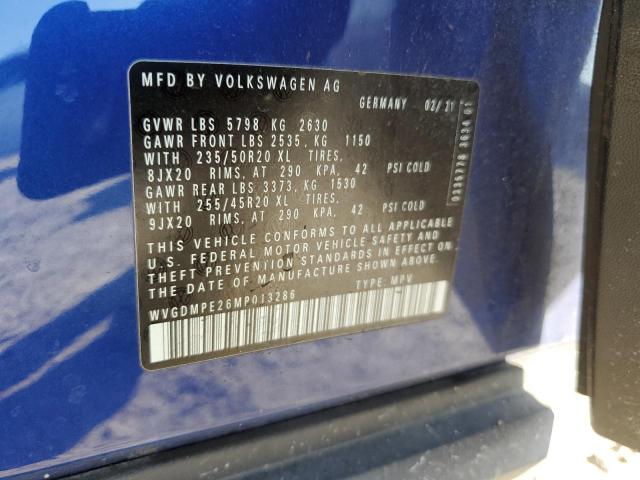 MFD BY VOLKSWAGEN AG
GERMANY 02/21
GVWR LBS 5798 KG 2630
GAWR FRONT LBS 2535, KG 1150
WITH 235/50R20 XL TIRES,
8JX20 RIMS, AT 290 KPA, 42 PSI COLD
GAWR REAR LBS 3373, KG 1530
WITH 255/45R20 XL TIRES,
9JX20 RIMS, AT 290 KPA, 42 PSI COLD
THIS VEHICLE CONFORMS TO ALL APPLICABLE
U.S. FEDERAL MOTOR VEHICLE SAFETY AND
THEFT PREVENTION STANDARDS IN EFFECT ON
THE DATE OF MANUFACTURE SHOWN ABOVE.
WVGDMPE26MP013286 TYPE: MPV